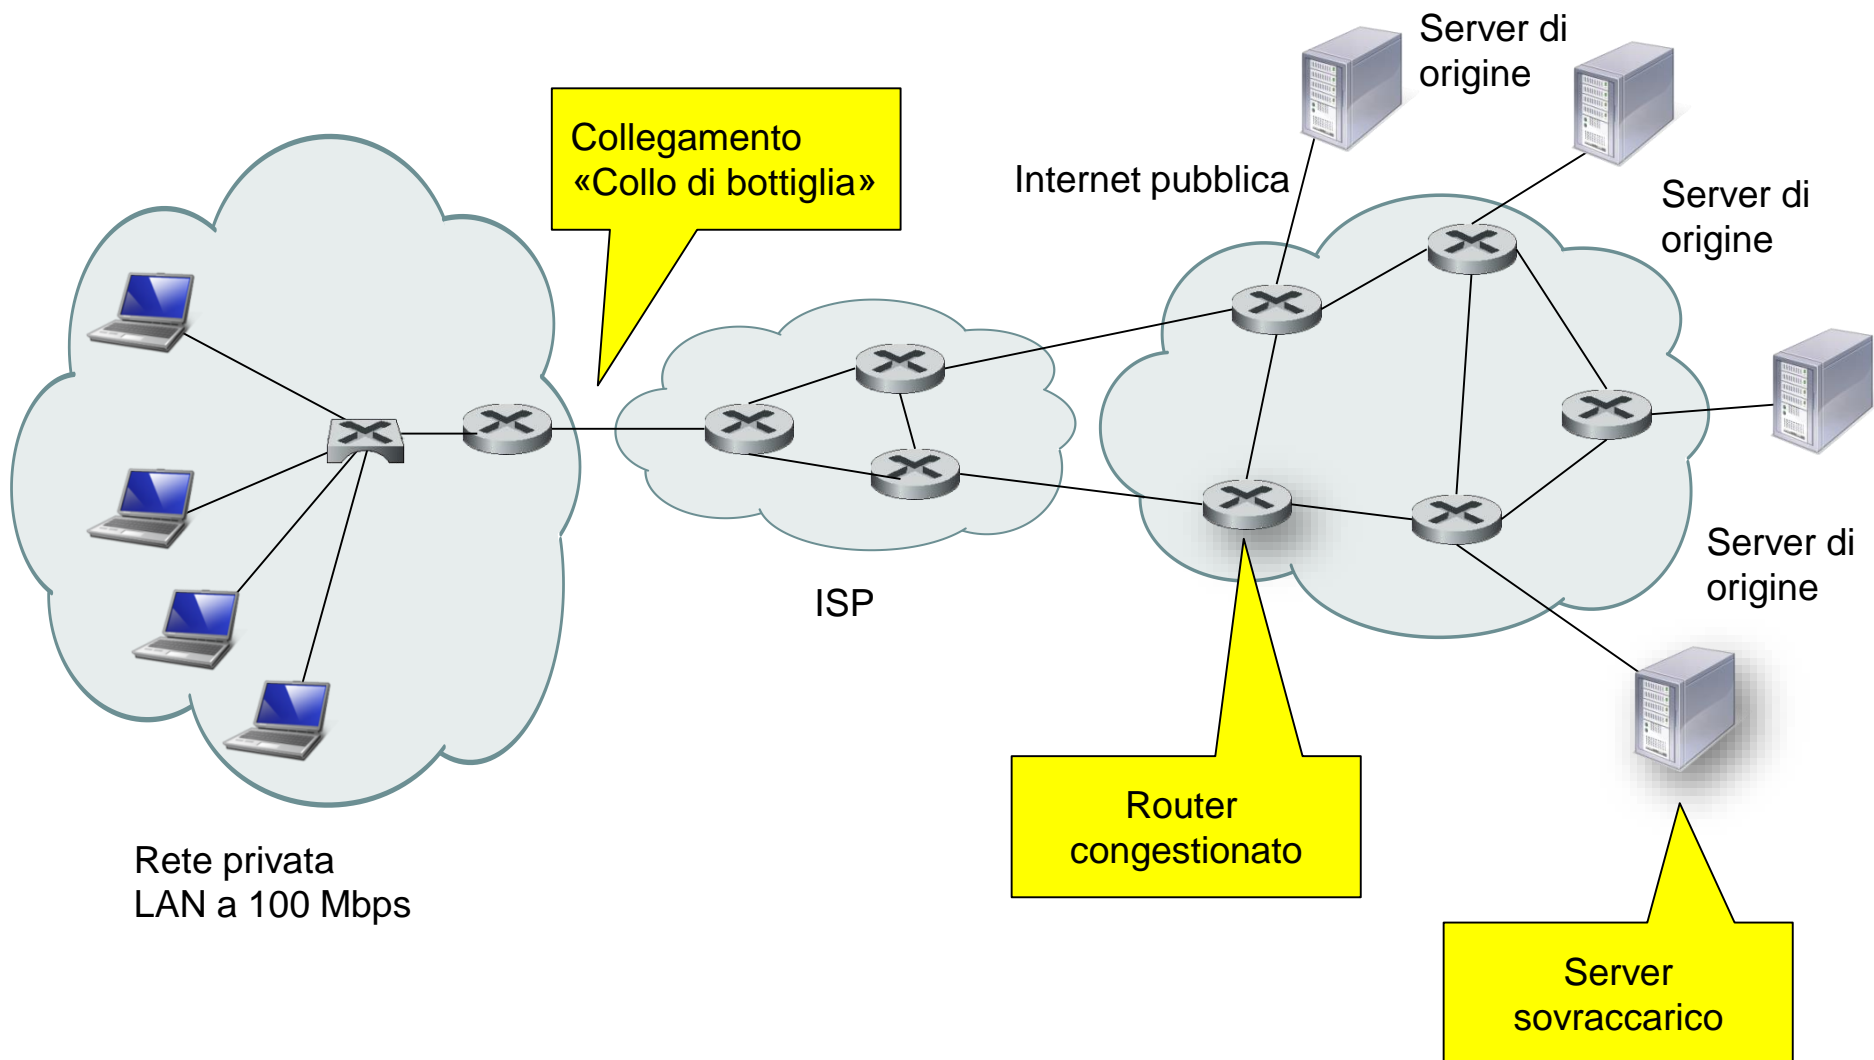 Server di
origine
Collegamento
«Collo di bottiglia»
Internet pubblica
Server di
origine
Server di
origine
ISP
Router
congestionato
Rete privata
LAN a 100 Mbps
Server
sovraccarico